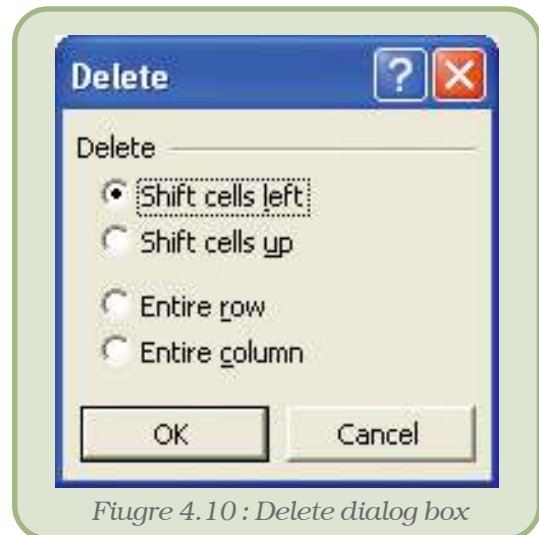 Delete
Delete
Shift cells left
Shift cells up
Entire row
Entire column
OK Cancel
Fiugre 4.10 : Delete dialog box